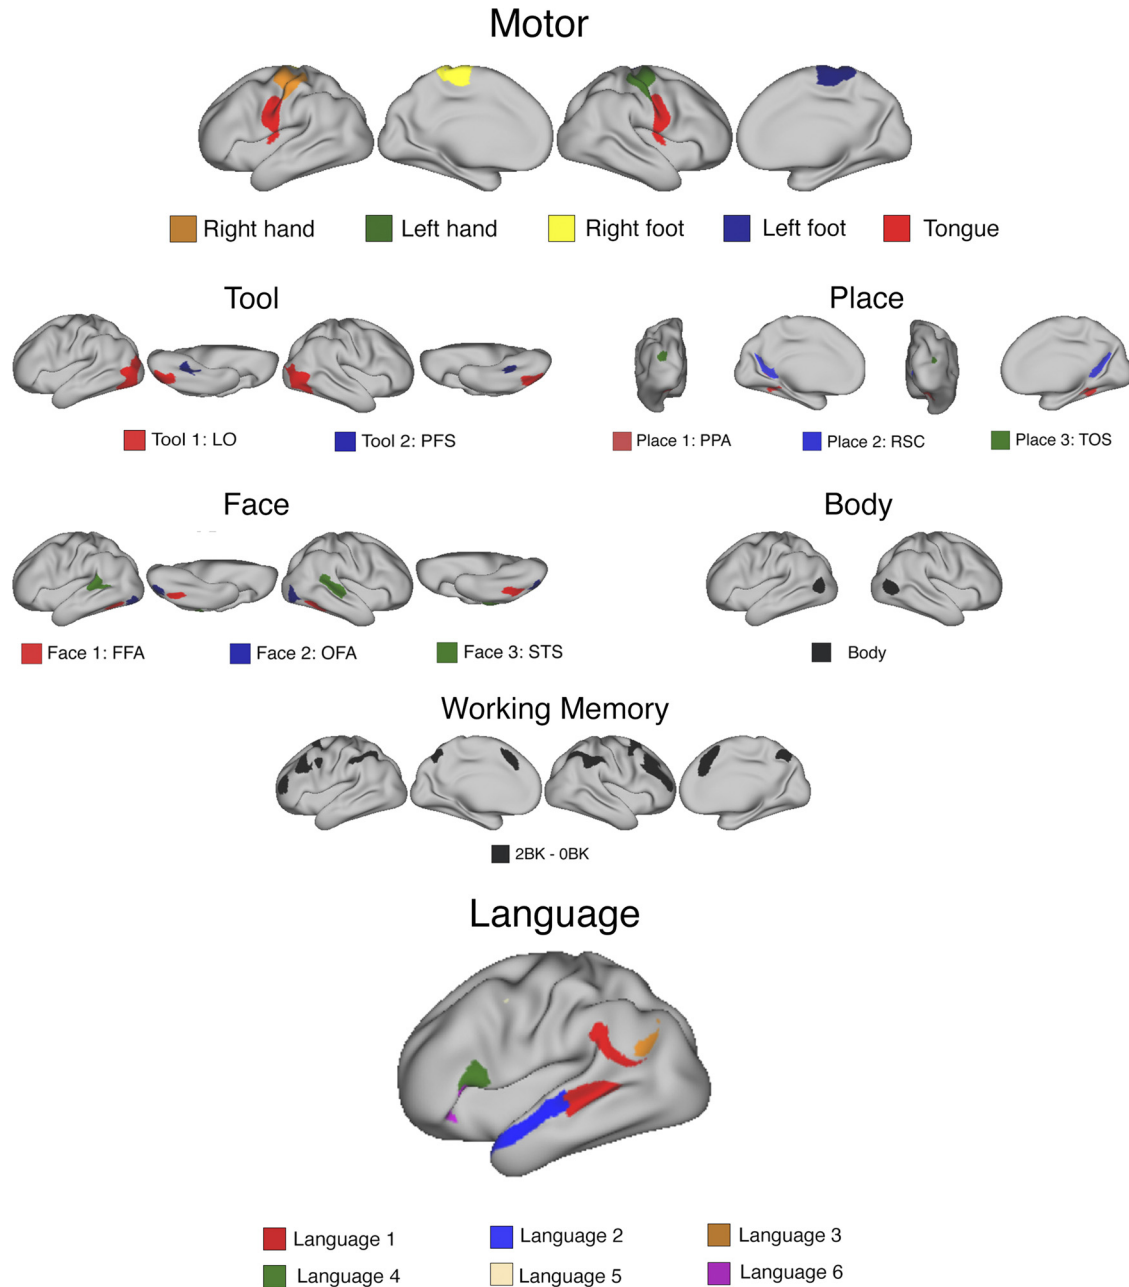 Motor
Right hand Left hand Right foot Left foot Tongue
Tool Place
Tool 1: LO Tool 2: PFS Place 1: PPA Place 2: RSC Place 3: TOS
Face Body
Face 1: FFA Face 2: OFA Face 3: STS Body
Working Memory
2BK - 0BK
Language
Language 1 Language 2 Language 3
Language 4 Language 5 Language 6